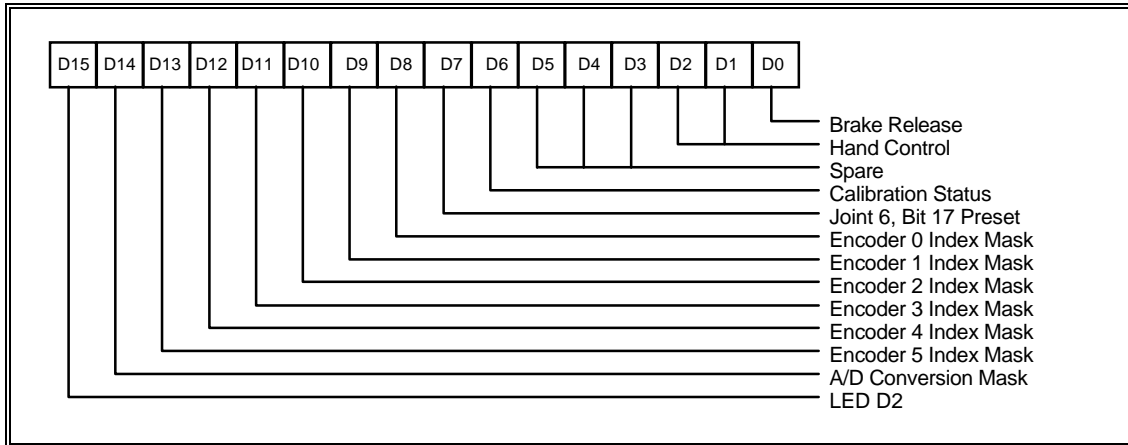 D15 D14 D13 D12 D11 D10 D9 D8 D7 D6 D5 D4 D3 D2 D1 D0
Brake Release
Hand Control
Spare
Calibration Status
Joint 6, Bit 17 Preset
Encoder 0 Index Mask
Encoder 1 Index Mask
Encoder 2 Index Mask
Encoder 3 Index Mask
Encoder 4 Index Mask
Encoder 5 Index Mask
A/D Conversion Mask
LED D2